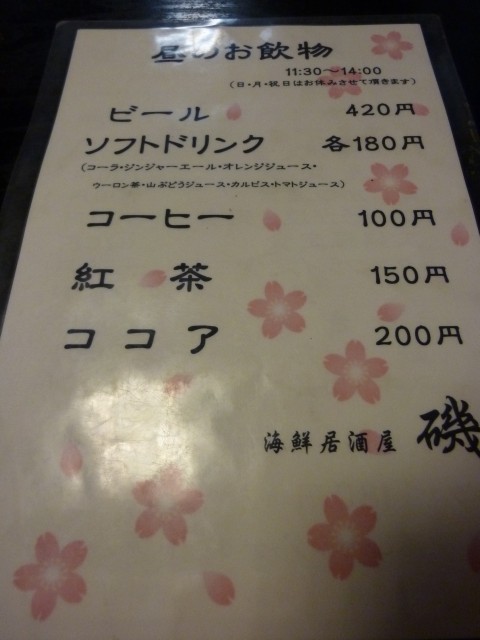 昼のお飲物
11:30〜14:00
(日・月・祝日はお休みさせて頂きます)
ビール 420円
ソフトドリンク 各180円
(コーラ・ジンジャーエール・オレンジジュース・
ウーロン茶・山ぶどうジュース・カルピス・トマトジュース)
コーヒー 100円
紅茶 150円
ココア 200円
海鮮居酒屋 磯